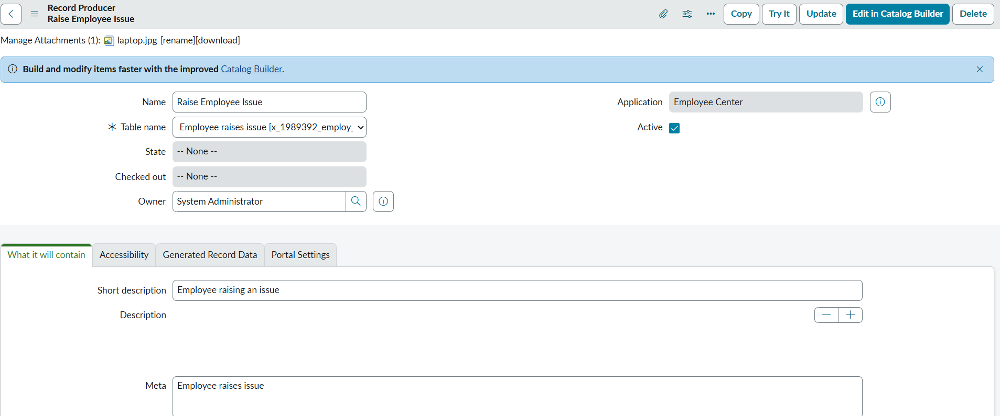 Record Producer
Raise Employee Issue
Copy
Try It
Update
Edit in Catalog Builder
Delete
Manage Attachments (1): laptop.jpg [rename][download]
Build and modify items faster with the improved Catalog Builder.
Name Raise Employee Issue
Application Employee Center
Table name Employee raises issue [x_1989392_employ_
Active
State -- None --
Checked out -- None --
Owner System Administrator
What it will contain
Accessibility
Generated Record Data
Portal Settings
Short description Employee raising an issue
Description
Meta Employee raises issue